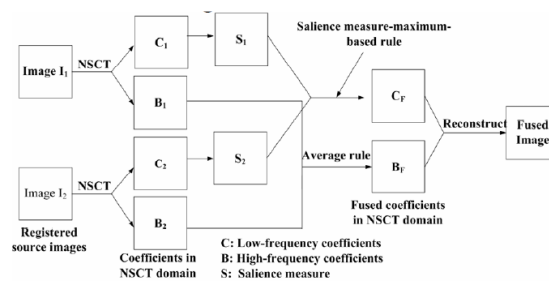 Salience measure-maximum-
based rule
Image I1
NSCT
C1
S1
B1
CF
Reconstruct
Fused
Image
Image I2
NSCT
C2
S2
Average rule
BF
B2
Fused coefficients
in NSCT domain
Registered
source images
Coefficients in
NSCT domain
C: Low-frequency coefficients
B: High-frequency coefficients
S: Salience measure